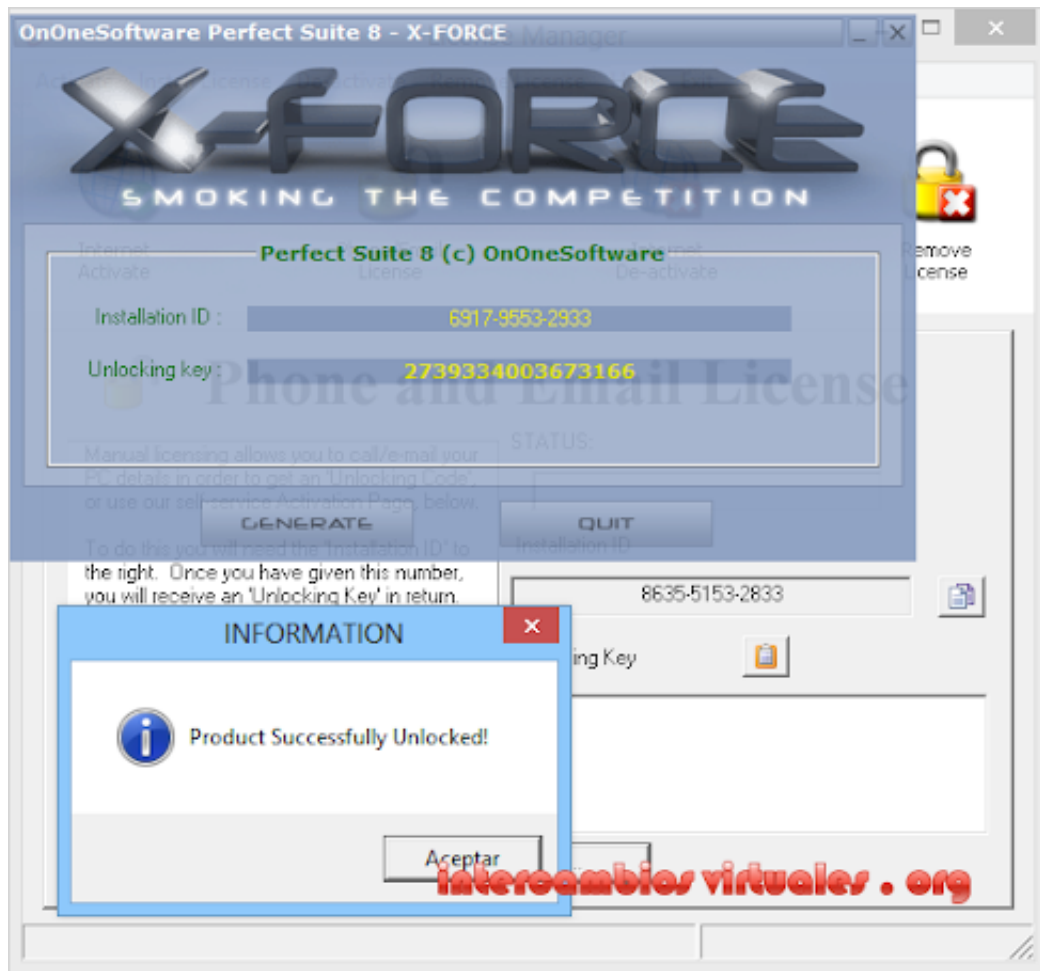 OnOneSoftware Perfect Suite 8 - X-FORCE
Manager
X-FORCE
SMOKING THE COMPETITION
Internet
Activate
License
De-activate
Remove
License
Perfect Suite 8 (c) OnOneSoftware
Installation ID :
6917-9553-2933
Unlocking key :
2739334003673166
Phone and Email License
STATUS:
Manual licensing allows you to call/e-mail your
PC details in order to get an 'Unlocking Code',
or use our self service Activation Page, below.
GENERATE
QUIT
To do this you will need the 'Installation ID' to
the right. Once you have given this number,
you will receive an 'Unlocking Key' in return.
Installation ID
8635-5153-2833
ing Key
INFORMATION
Product Successfully Unlocked!
Aceptar
intercambios virtuales . org